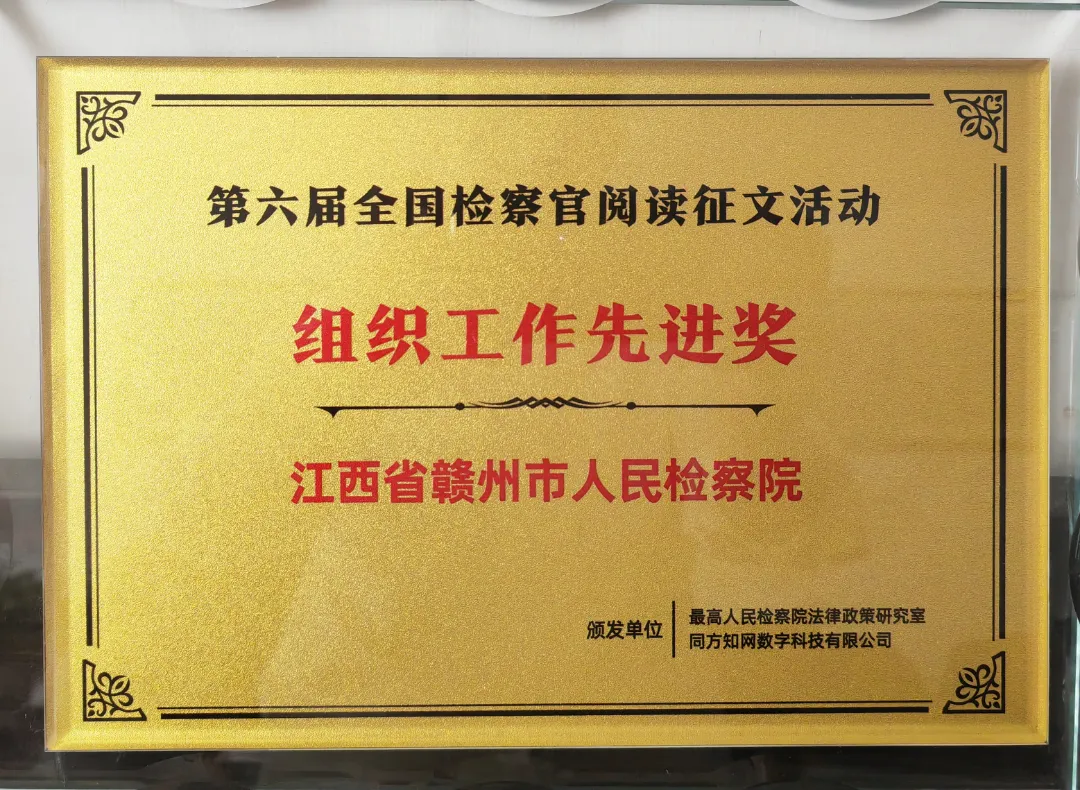 第六届全国检察官阅读征文活动
组织工作先进奖
江西省赣州市人民检察院
颁发单位
最高人民检察院法律政策研究室
同方知网数字科技有限公司